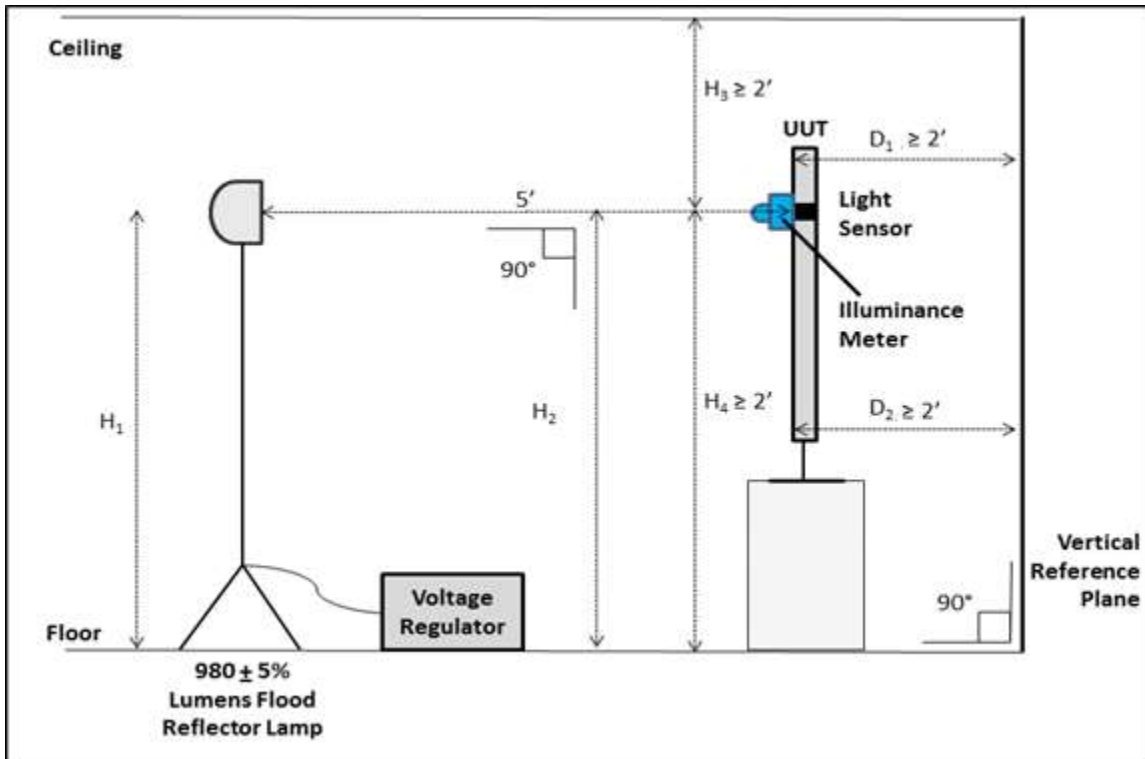 Ceiling
H₃ ≥ 2'
UUT
D₁ . ≥ 2'
5'
Light
Sensor
90°
Illuminance
Meter
H₁
H₂
H₄ ≥ 2'
D₂ . ≥ 2'
Vertical
Reference
Plane
90°
Voltage
Regulator
Floor
980 ± 5%
Lumens Flood
Reflector Lamp